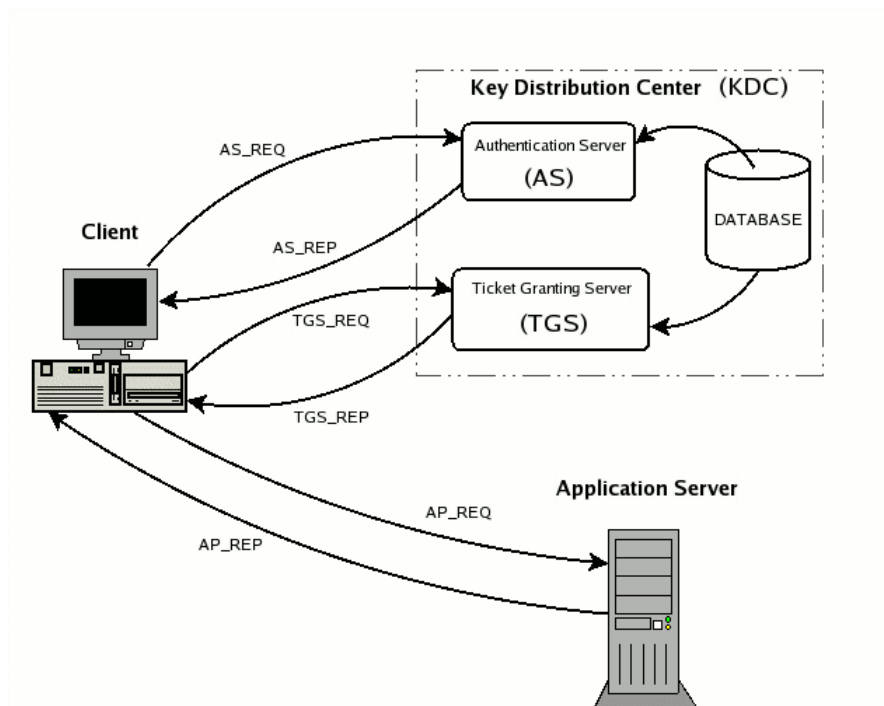 Key Distribution Center (KDC)
AS_REQ
Authentication Server
(AS)
DATABASE
Client
AS_REP
Ticket Granting Server
(TGS)
TGS_REQ
TGS_REP
Application Server
AP_REQ
AP_REP